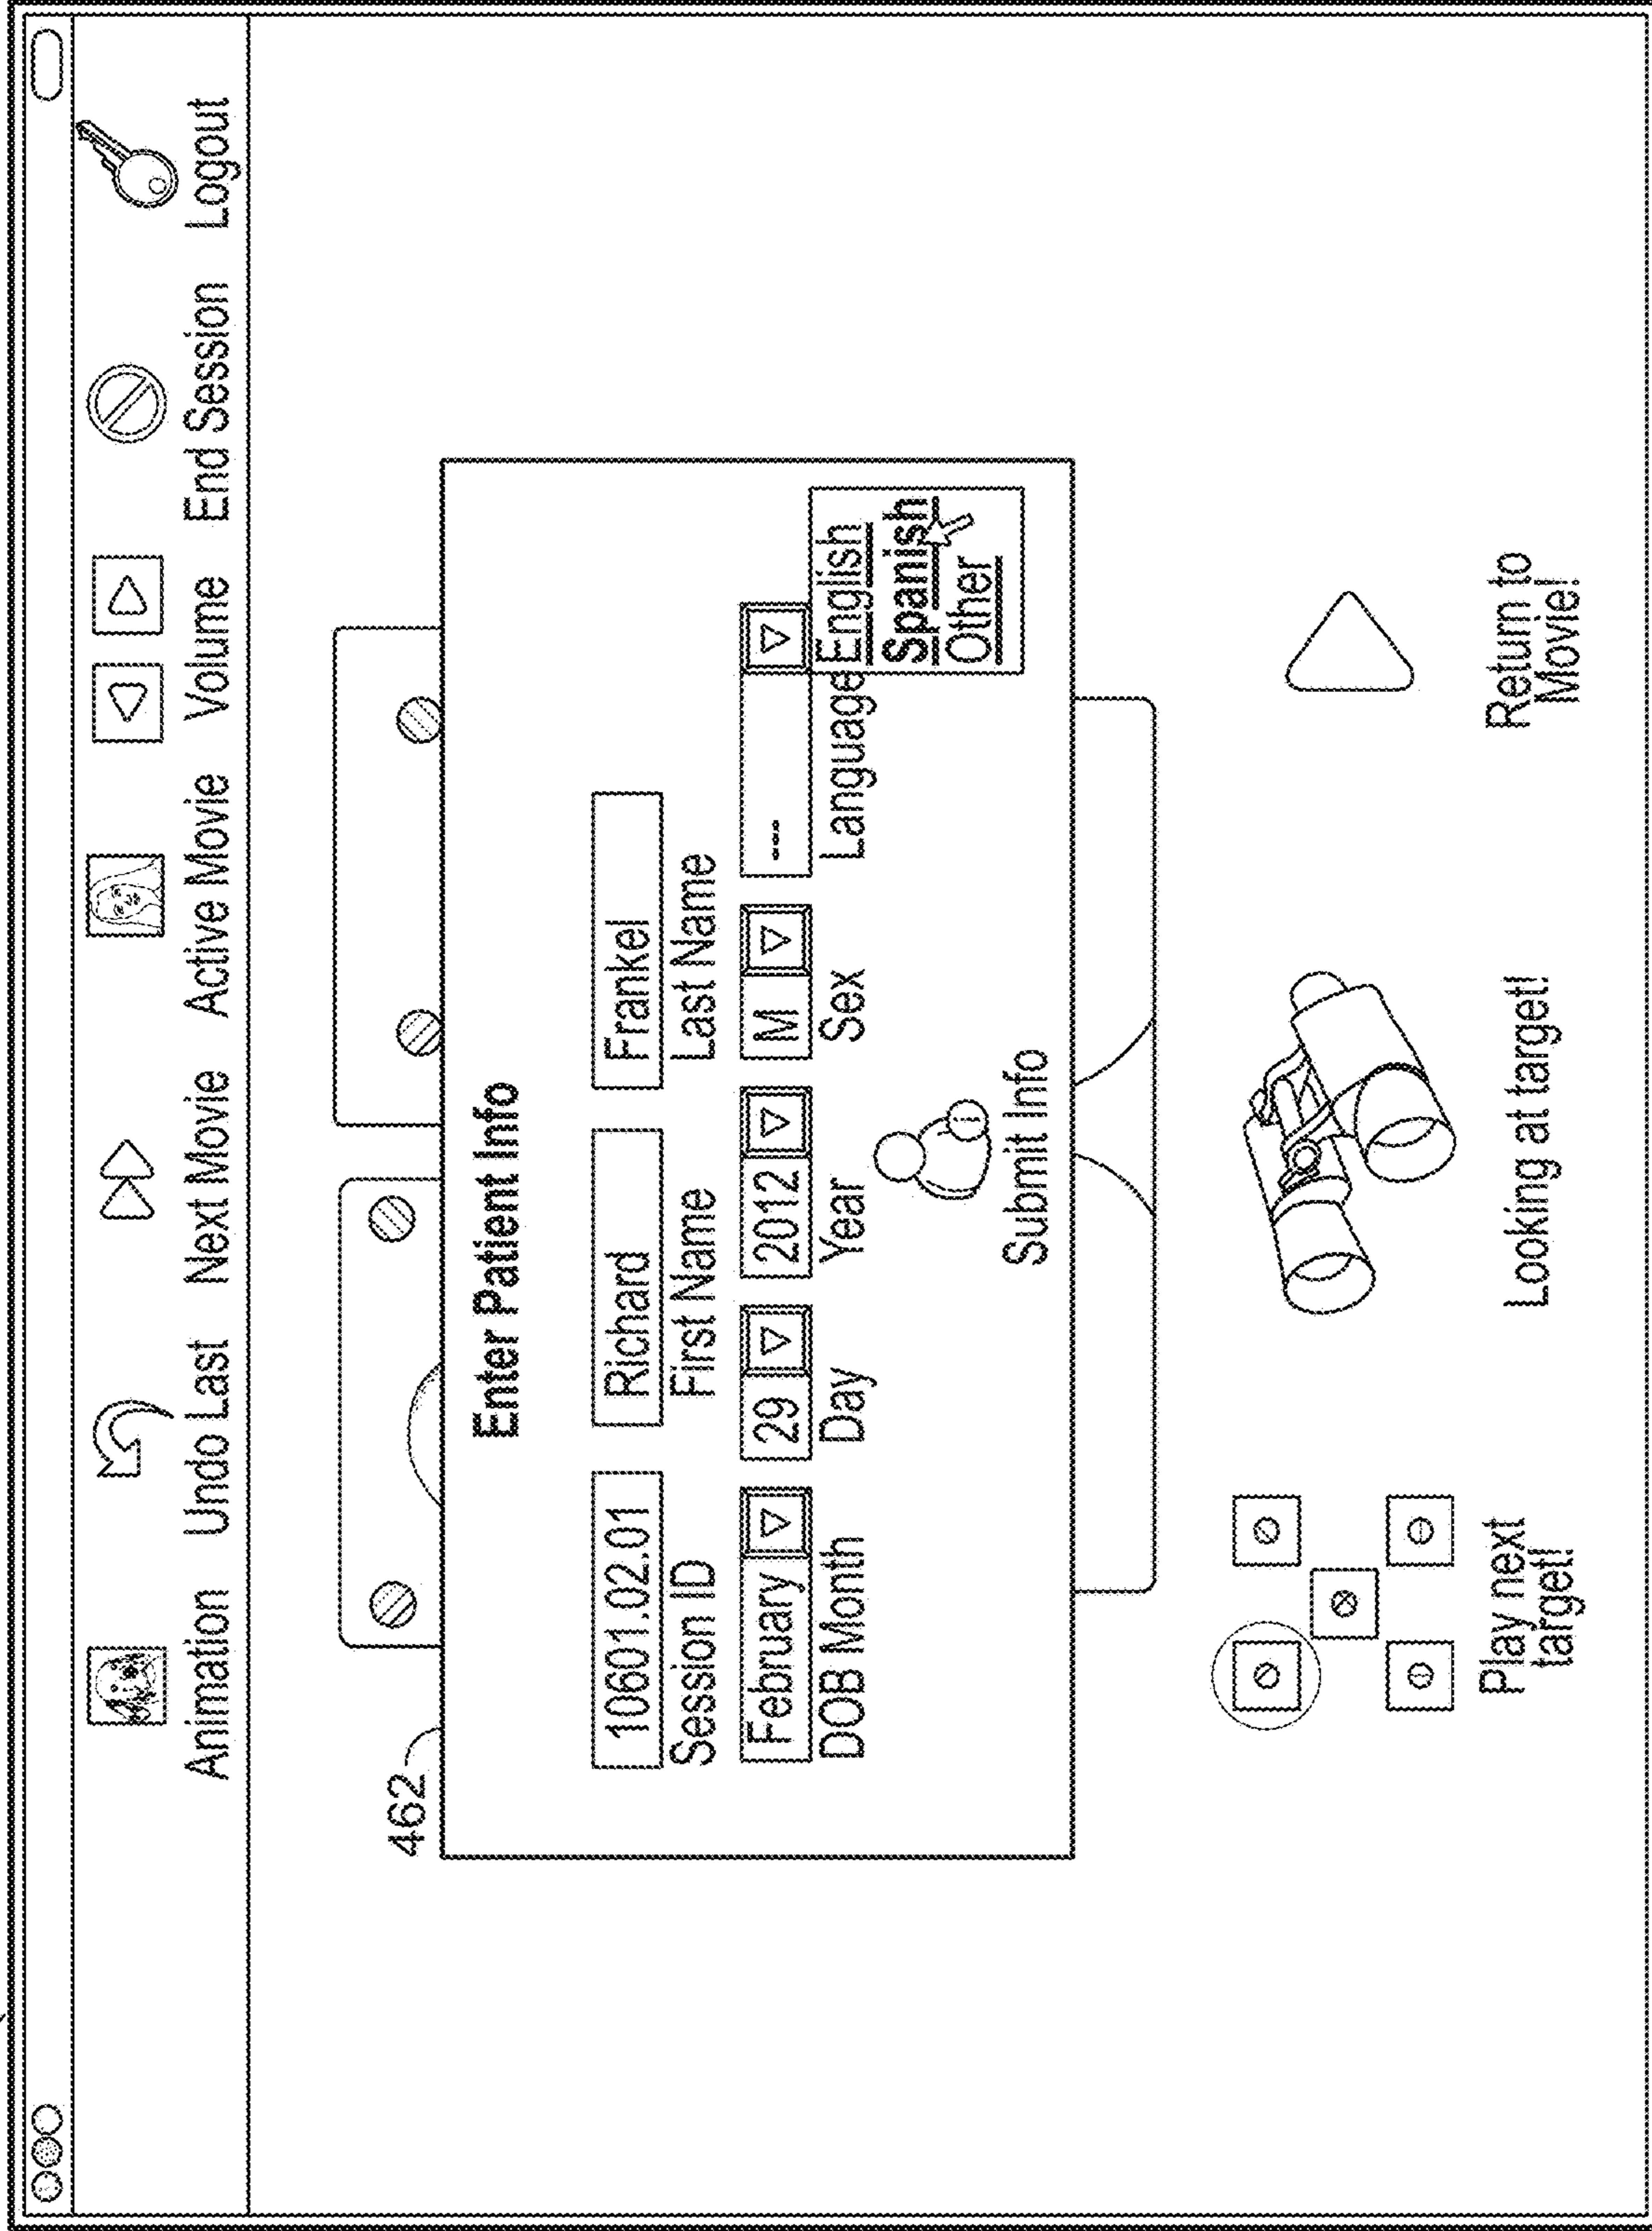 Animation Undo Last Next Movie Active Movie Volume End Session Logout
462
Enter Patient Info
10601.02.01 Richard Frankel
Session ID First Name Last Name
February 29 2012 M ---
DOB Month Day Year Sex Language
English
Spanish
Other
Submit Info
Play next
target!
Looking at target!
Return to
Movie!